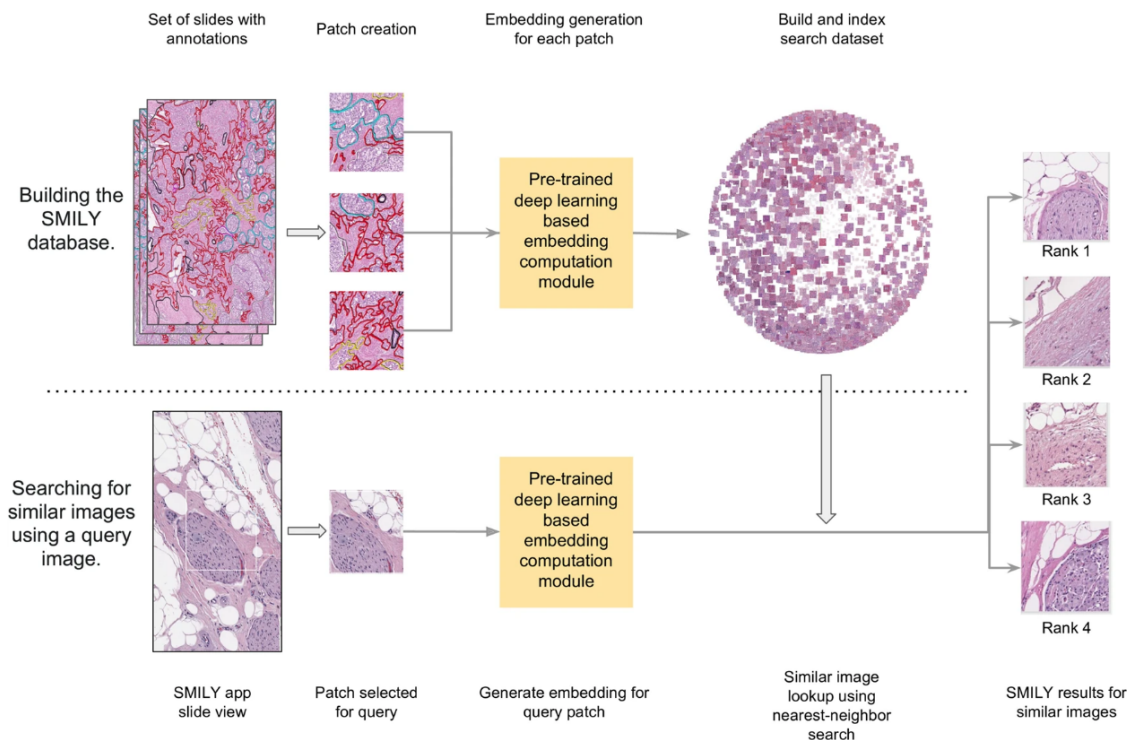 Set of slides with
annotations
Patch creation
Embedding generation
for each patch
Build and index
search dataset
Building the
SMILY
database.
Pre-trained
deep learning
based
embedding
computation
module
Rank 1
Rank 2
Rank 3
Rank 4
Searching for
similar images
using a query
image.
Pre-trained
deep learning
based
embedding
computation
module
SMILY app
slide view
Patch selected
for query
Generate embedding for
query patch
Similar image
lookup using
nearest-neighbor
search
SMILY results for
similar images